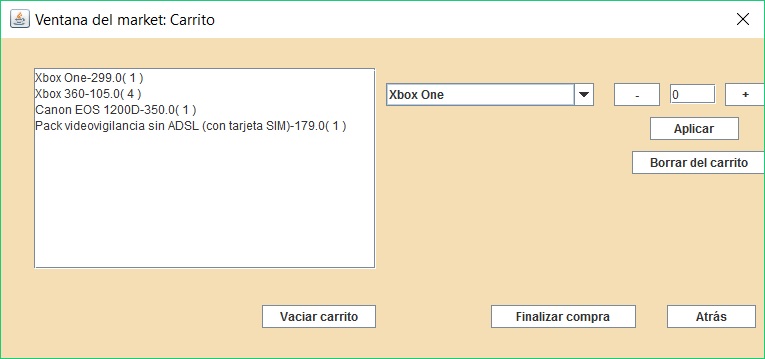 Ventana del market: Carrito
Xbox One-299.0( 1 )
Xbox 360-105.0( 4 )
Canon EOS 1200D-350.0( 1 )
Pack videovigilancia sin ADSL (con tarjeta SIM)-179.0( 1 )
Xbox One
-
0
+
Aplicar
Borrar del carrito
Vaciar carrito
Finalizar compra
Atrás